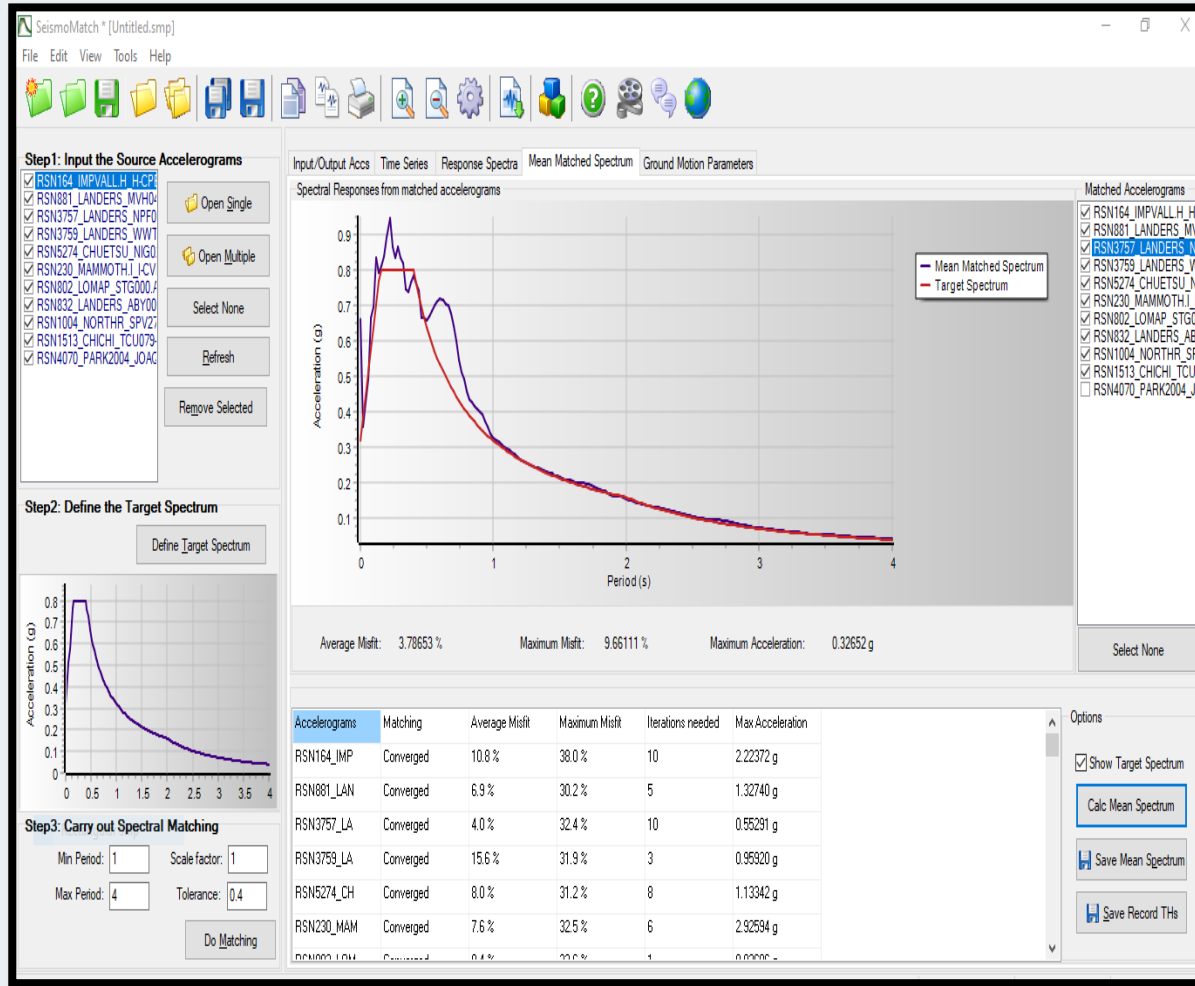 SeismoMatch * [Untitled.smp]
File Edit View Tools Help
Step1: Input the Source Accelerograms
RSN164_IMPVALL.H_H-CPE
RSN881_LANDERS_MVH04
RSN3757_LANDERS_NPF0
RSN3759_LANDERS_WWT
RSN5274_CHUETSU_NIG0
RSN230_MAMMOTH.I_I-CV
RSN802_LOMAP_STG000.A
RSN832_LANDERS_ABY00
RSN1004_NORTHR_SPV27
RSN1513_CHICHI_TCU079-
RSN4070_PARK2004_JOAC
Open Single
Open Multiple
Select None
Refresh
Remove Selected
Step2: Define the Target Spectrum
Define Target Spectrum
Acceleration (g)
0.8
0.7
0.6
0.5
0.4
0.3
0.2
0.1
0
0 0.5 1 1.5 2 2.5 3 3.5 4
Step3: Carry out Spectral Matching
Min Period: 1 Scale factor: 1
Max Period: 4 Tolerance: 0.4
Do Matching
Input/Output Accs Time Series Response Spectra Mean Matched Spectrum Ground Motion Parameters
Spectral Responses from matched accelerograms
Acceleration (g)
0.9
0.8
0.7
0.6
0.5
0.4
0.3
0.2
0.1
0 1 2 3 4
Period (s)
Mean Matched Spectrum
Target Spectrum
Average Misfit: 3.78653 % Maximum Misfit: 9.66111 % Maximum Acceleration: 0.32652 g
Matched Accelerograms
RSN164_IMPVALL.H_H
RSN881_LANDERS_MV
RSN3757_LANDERS_N
RSN3759_LANDERS_W
RSN5274_CHUETSU_N
RSN230_MAMMOTH.I_
RSN802_LOMAP_STG0
RSN832_LANDERS_AB
RSN1004_NORTHR_SP
RSN1513_CHICHI_TCU
RSN4070_PARK2004_J
Select None
Accelerograms Matching Average Misfit Maximum Misfit Iterations needed Max Acceleration
RSN164_IMP Converged 10.8 % 38.0 % 10 2.22372 g
RSN881_LAN Converged 6.9 % 30.2 % 5 1.32740 g
RSN3757_LA Converged 4.0 % 32.4 % 10 0.55291 g
RSN3759_LA Converged 15.6 % 31.9 % 3 0.95920 g
RSN5274_CH Converged 8.0 % 31.2 % 8 1.13342 g
RSN230_MAM Converged 7.6 % 32.5 % 6 2.92594 g
Options
Show Target Spectrum
Calc Mean Spectrum
Save Mean Spectrum
Save Record THs